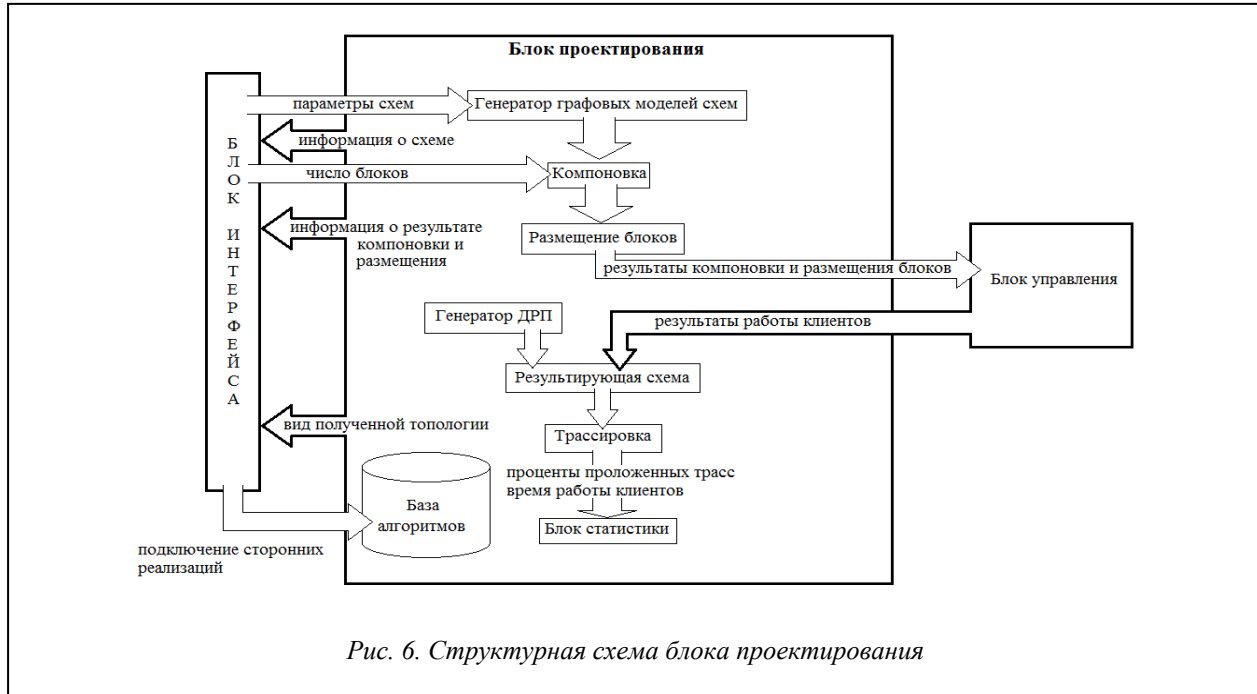 Блок проектирования
параметры схем
Генератор графовых моделей схем
информация о схеме
число блоков
Компоновка
БЛОК ИНТЕРФЕЙСА
информация о результате
компоновки и
размещения
Размещение блоков
результаты компоновки и размещения блоков
Блок управления
Генератор ДРП
результаты работы клиентов
Результирующая схема
вид полученной топологии
Трассировка
проценты проложенных трасс
время работы клиентов
База
алгоритмов
Блок статистики
подключение сторонних
реализаций
Рис. 6. Структурная схема блока проектирования